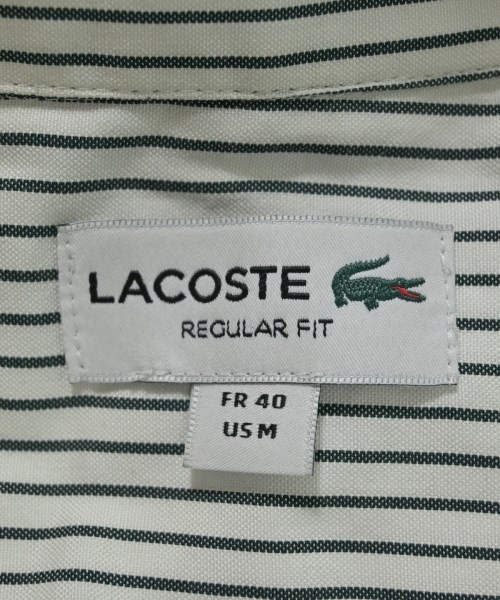 LACOSTE
REGULAR FIT
FR 40
US M